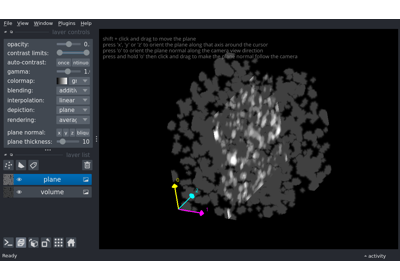 File View Window Plugins Help
layer controls
opacity: 0.
contrast limits:
auto-contrast: once
gamma: 1.
colormap: gr
blending: additiv
interpolation: linear
depiction: plane
rendering: averag
plane normal: x y z
plane thickness: 10
layer list
plane
volume
Ready
activity
shift + click and drag to move the plane
press 'x', 'y' or 'z' to orient the plane along that axis around the cursor
press 'o' to orient the plane normal along the camera view direction
press and hold 'o' then click and drag to make the plane normal follow the camera